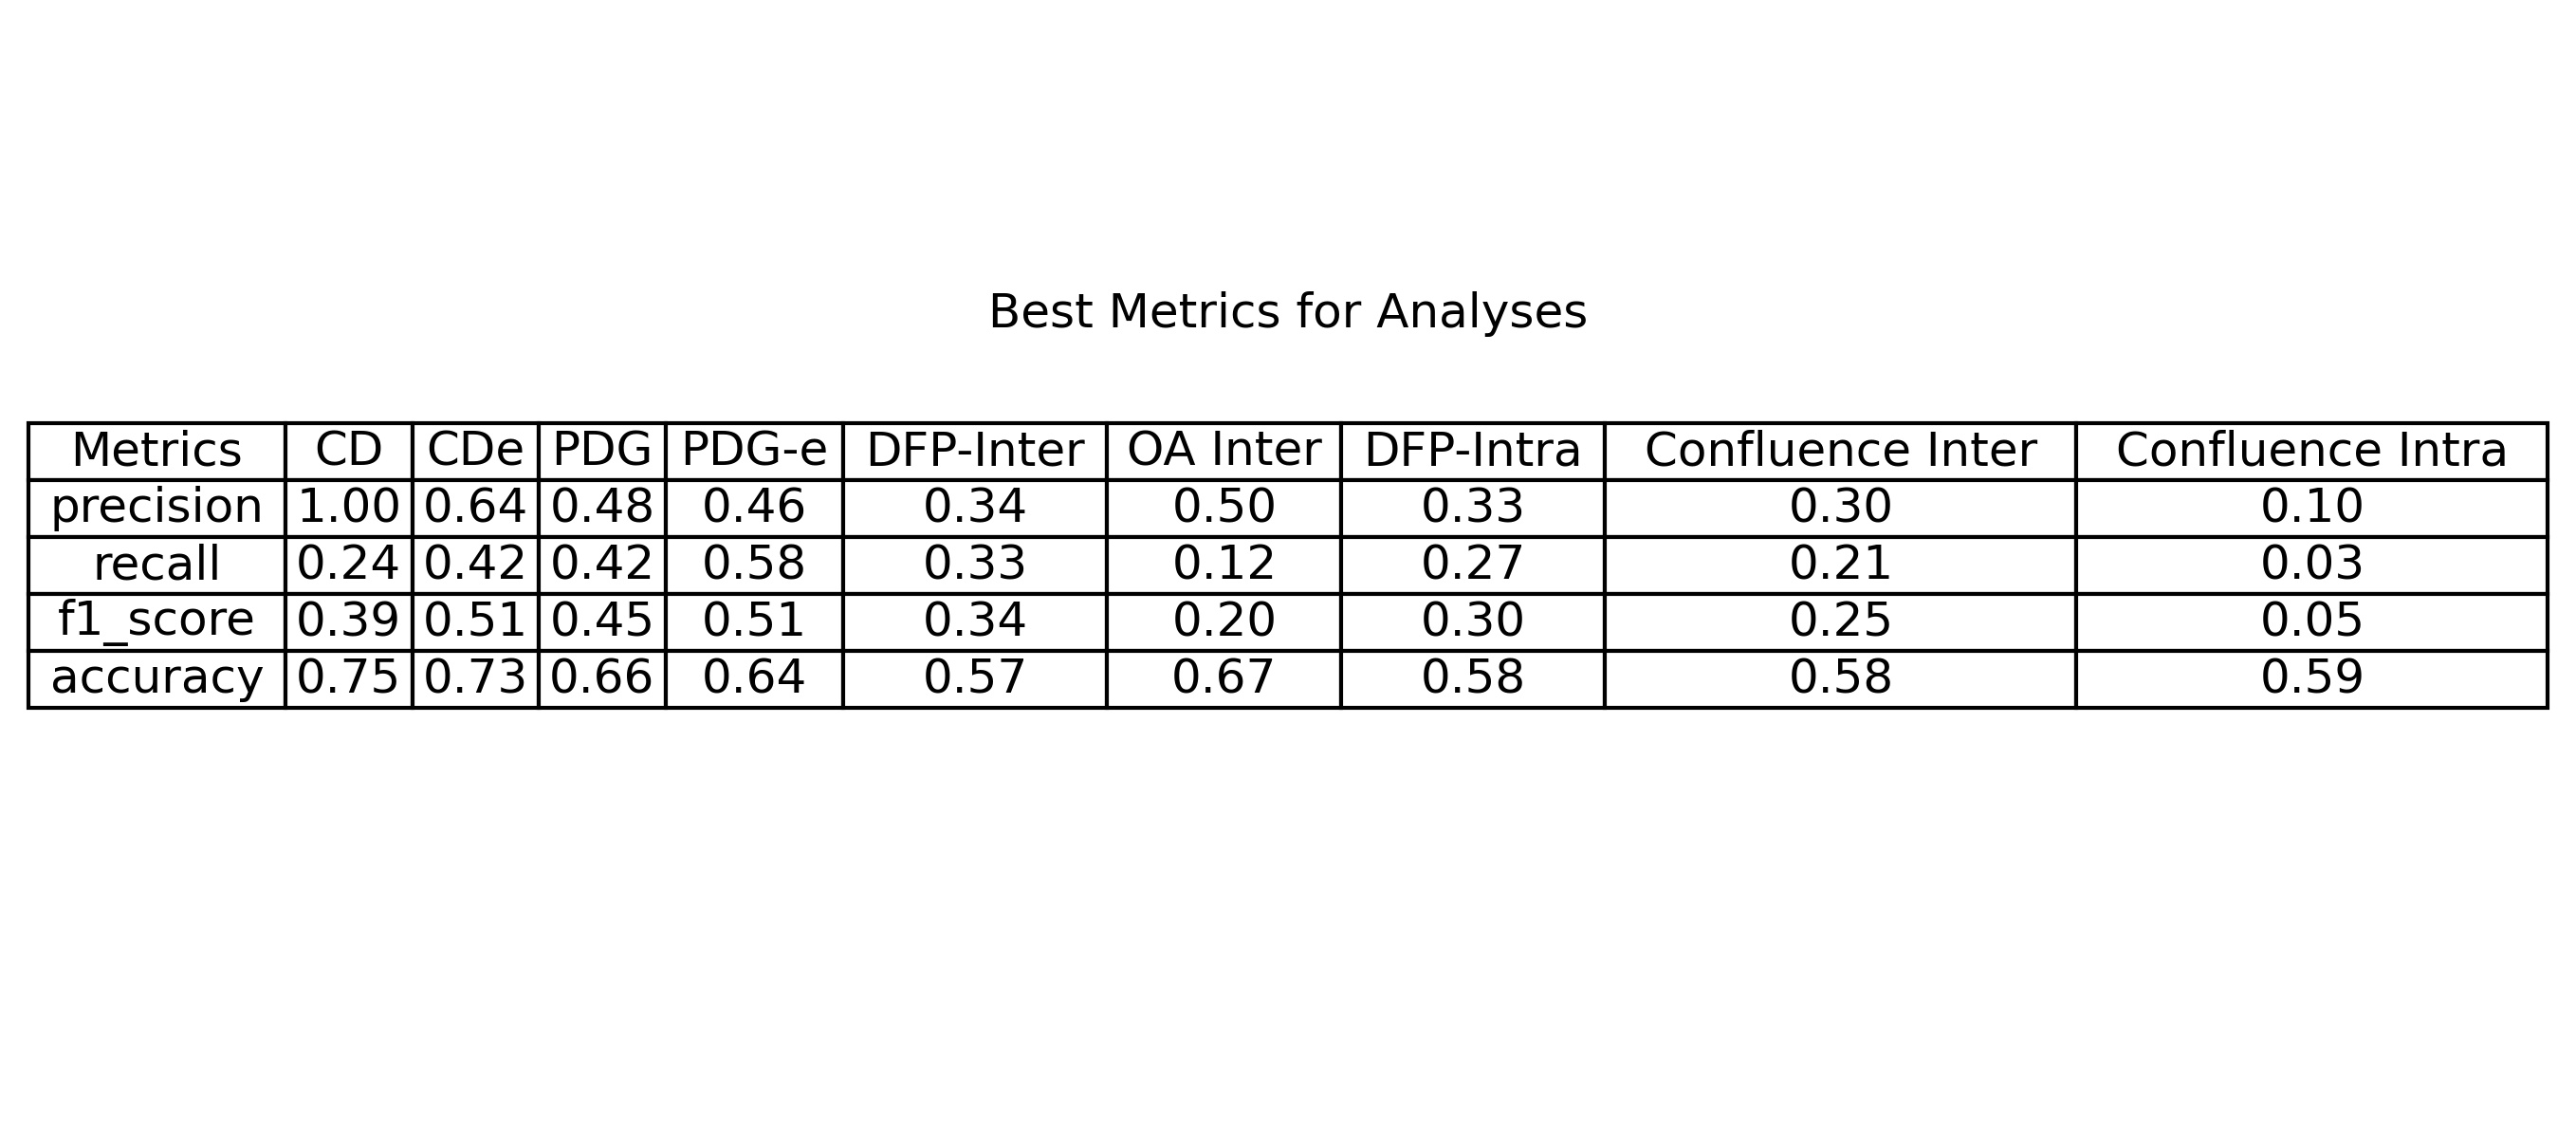 Best Metrics for Analyses
Metrics CD CDe PDG PDG-e DFP-Inter OA Inter DFP-Intra Confluence Inter Confluence Intra
precision 1.00 0.64 0.48 0.46 0.34 0.50 0.33 0.30 0.10
recall 0.24 0.42 0.42 0.58 0.33 0.12 0.27 0.21 0.03
f1_score 0.39 0.51 0.45 0.51 0.34 0.20 0.30 0.25 0.05
accuracy 0.75 0.73 0.66 0.64 0.57 0.67 0.58 0.58 0.59